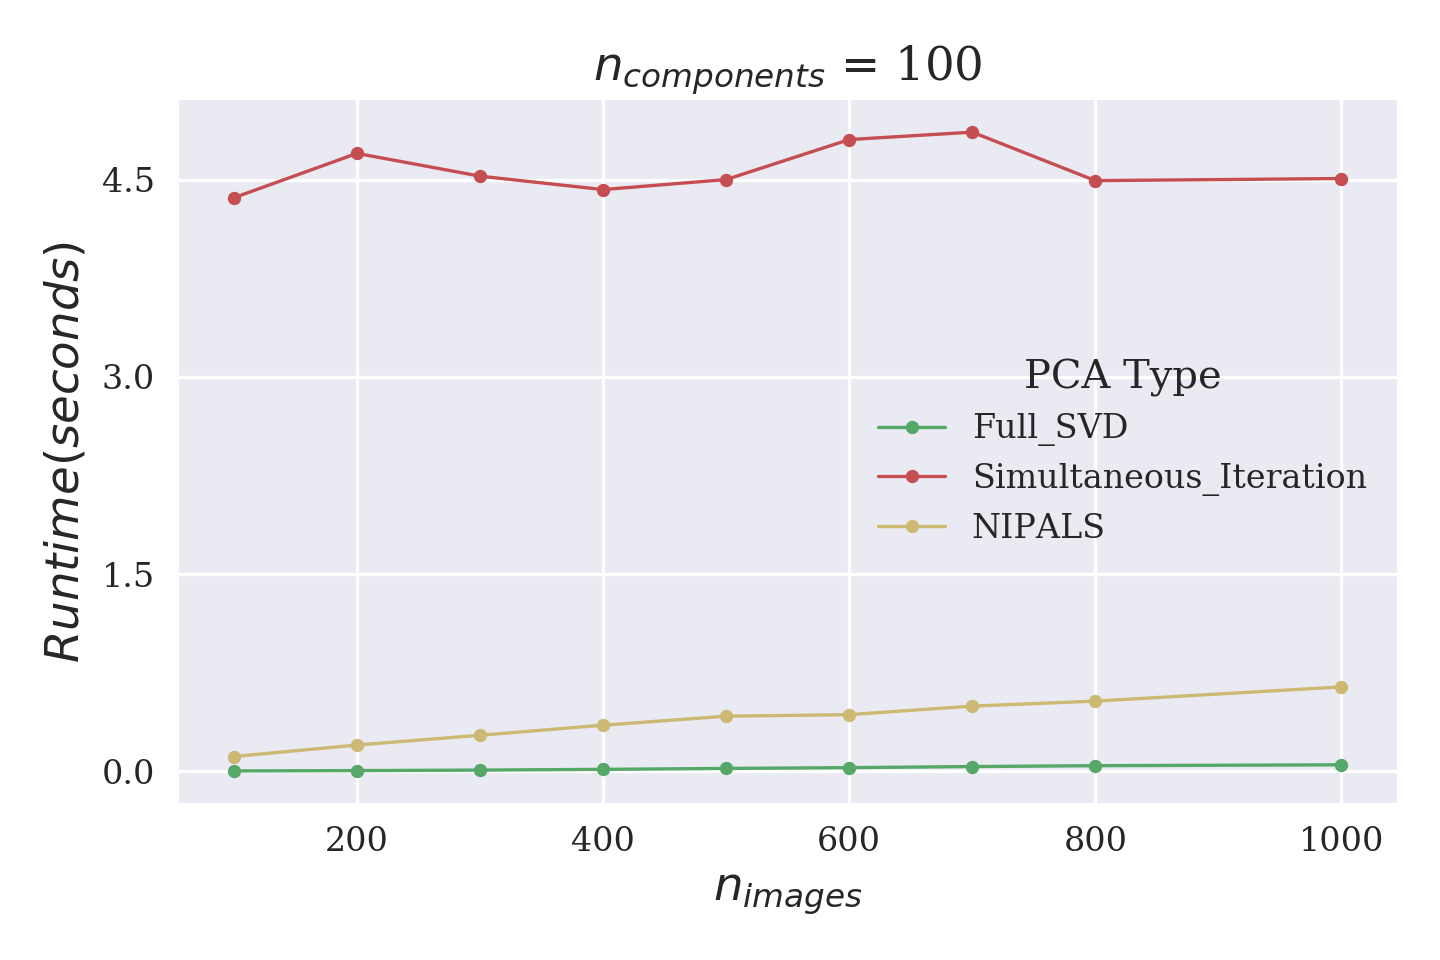 n_components = 100
Runtime(seconds)
4.5
3.0
1.5
0.0
PCA Type
Full_SVD
Simultaneous_Iteration
NIPALS
200 400 600 800 1000
n_images